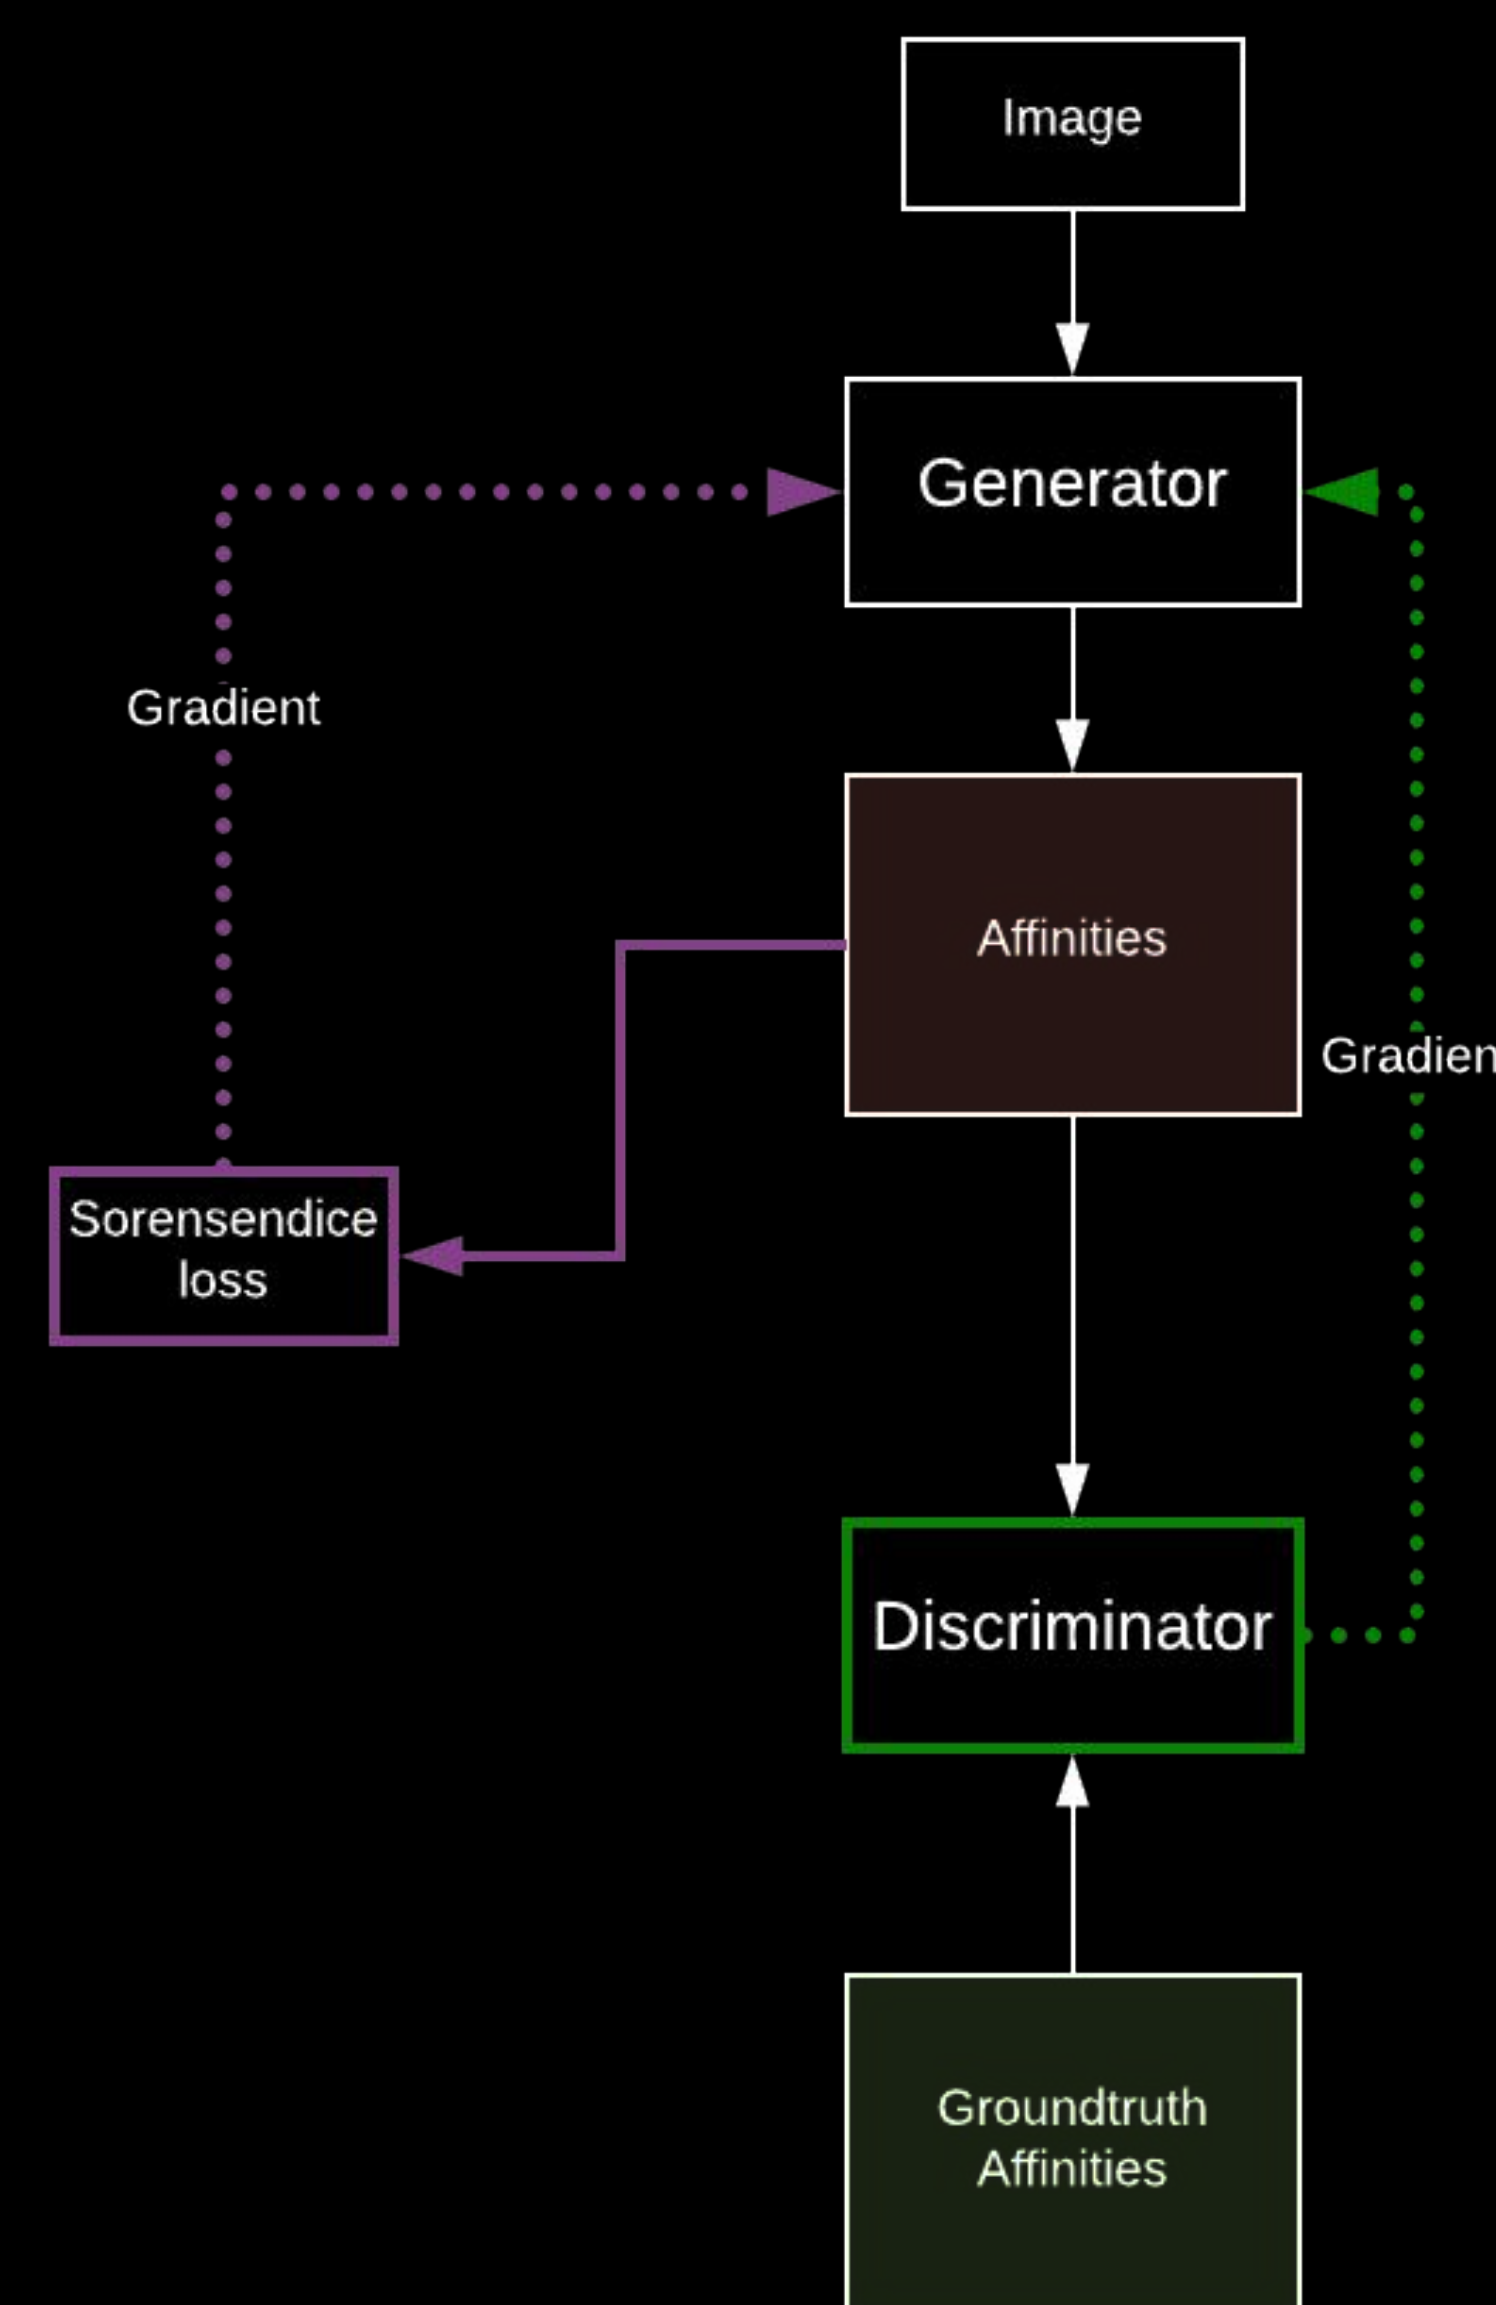 Image
Generator
Gradient
Affinities
Gradien
Sorensendice
loss
Discriminator
Groundtruth
Affinities